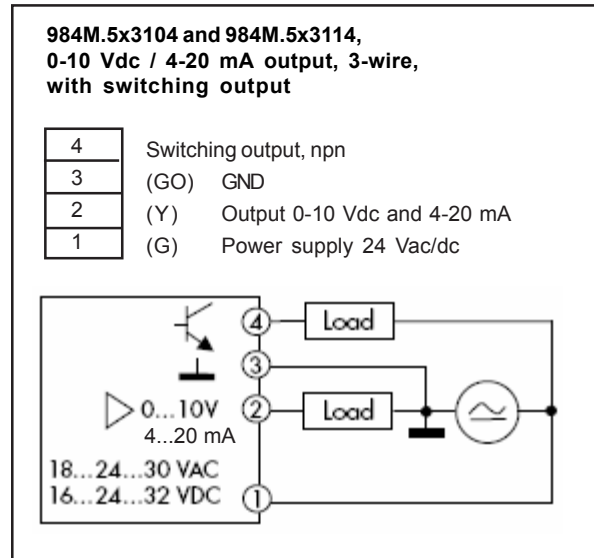 984M.5x3104 and 984M.5x3114,
0-10 Vdc / 4-20 mA output, 3-wire,
with switching output
4 Switching output, npn
3 (GO) GND
2 (Y) Output 0-10 Vdc and 4-20 mA
1 (G) Power supply 24 Vac/dc
4 Load
3
0...10V 2 Load
4...20 mA
18...24...30 VAC
16...24...32 VDC 1